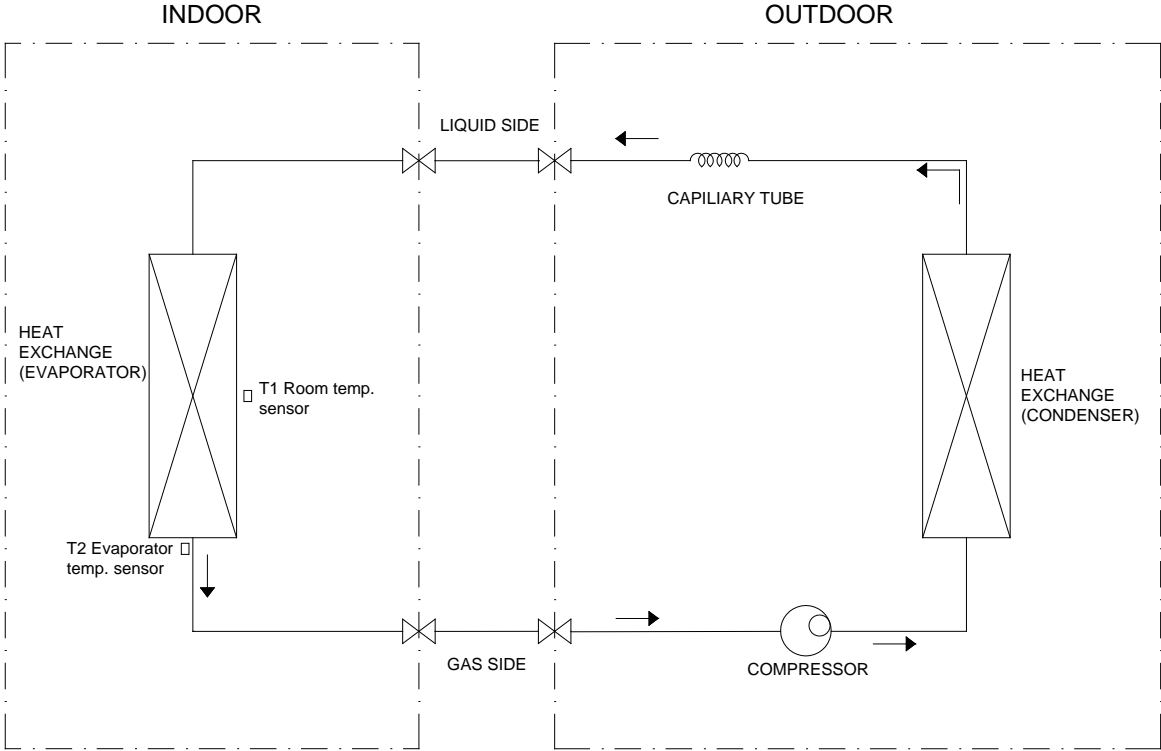 INDOOR
OUTDOOR
LIQUID SIDE
CAPILIARY TUBE
HEAT
EXCHANGE
(EVAPORATOR)
T1 Room temp.
sensor
HEAT
EXCHANGE
(CONDENSER)
T2 Evaporator
temp. sensor
GAS SIDE
COMPRESSOR